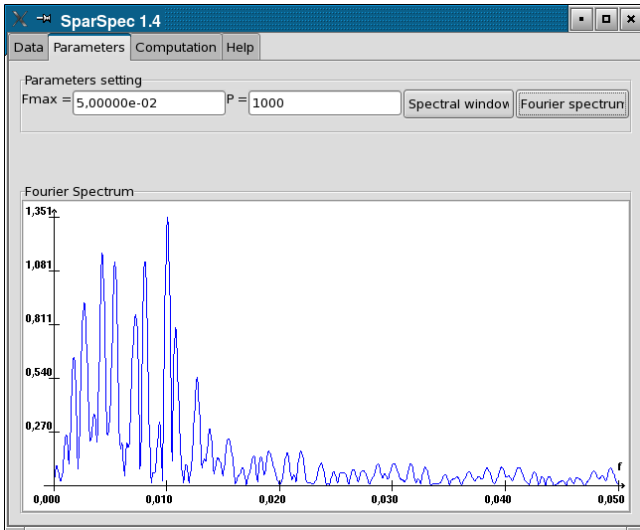 SparSpec 1.4
Data Parameters Computation Help
Parameters setting
Fmax = 5,00000e-02 P = 1000 Spectral window Fourier spectrum
Fourier Spectrum
1,351
1,081
0,811
0,540
0,270
f
0,000 0,010 0,020 0,030 0,040 0,050